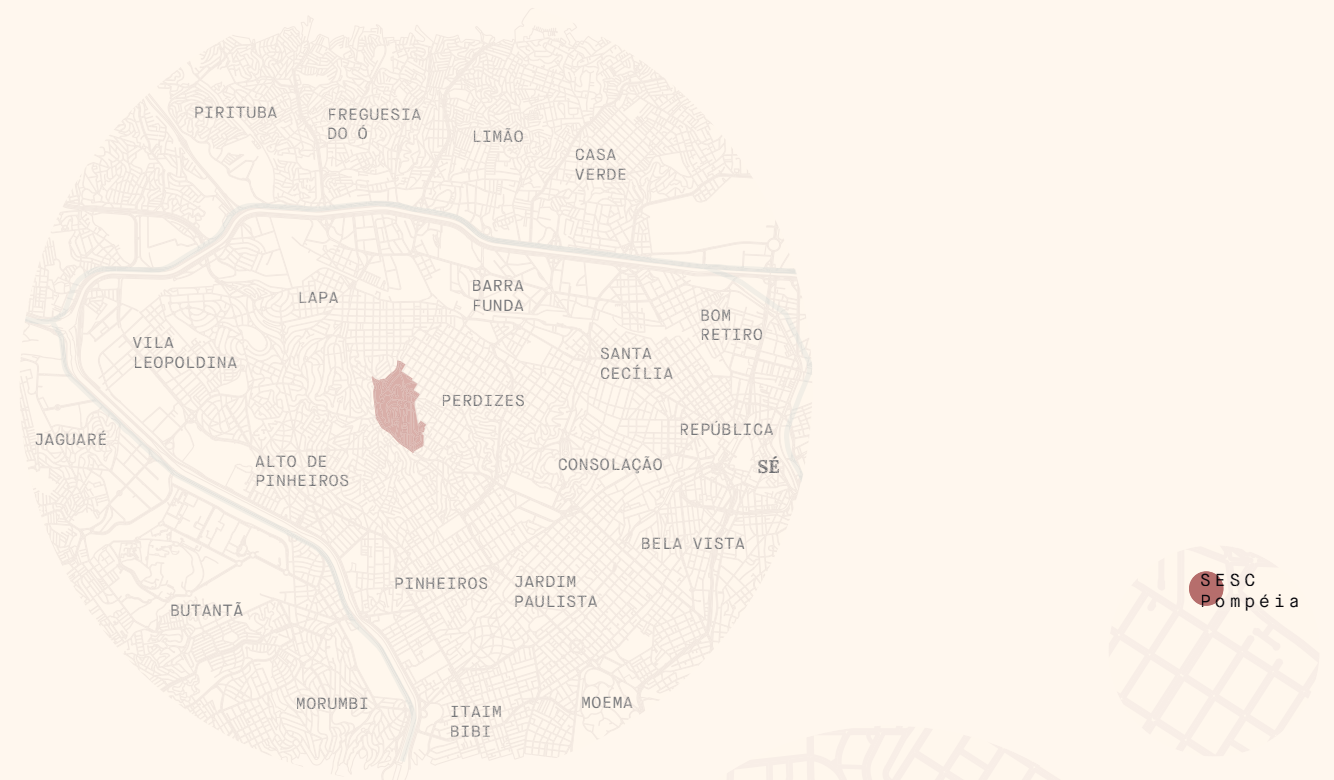 PIRITUBA
FREGUESIA
DO Ó
LIMÃO
CASA
VERDE
LAPA
BARRA
FUNDA
BOM
RETIRO
VILA
LEOPOLDINA
SANTA
CECÍLIA
PERDIZES
REPÚBLICA
JAGUARÉ
ALTO DE
PINHEIROS
CONSOLAÇÃO
SÉ
BELA VISTA
PINHEIROS
JARDIM
PAULISTA
BUTANTÃ
MORUMBI
ITAIM
BIBI
MOEMA
SESC
Pompéia